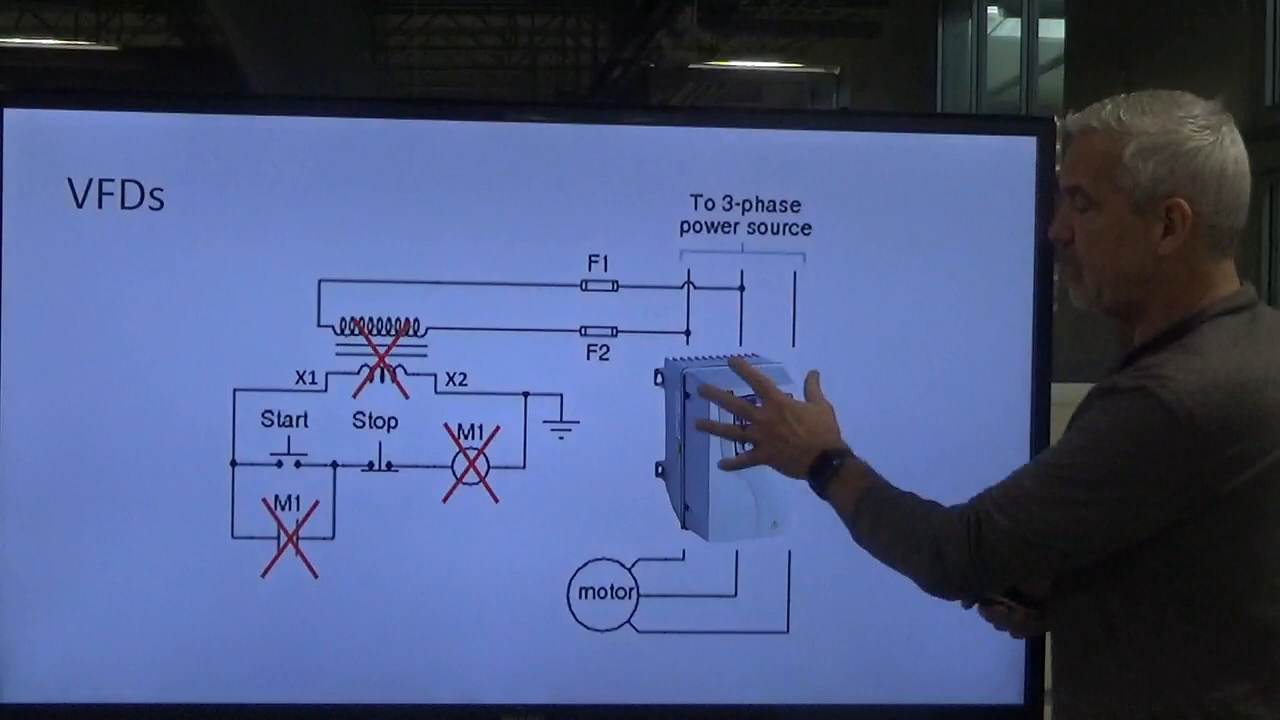 VFDs
To 3-phase
power source
F1
F2
X1
X2
Start
Stop
M1
M1
motor